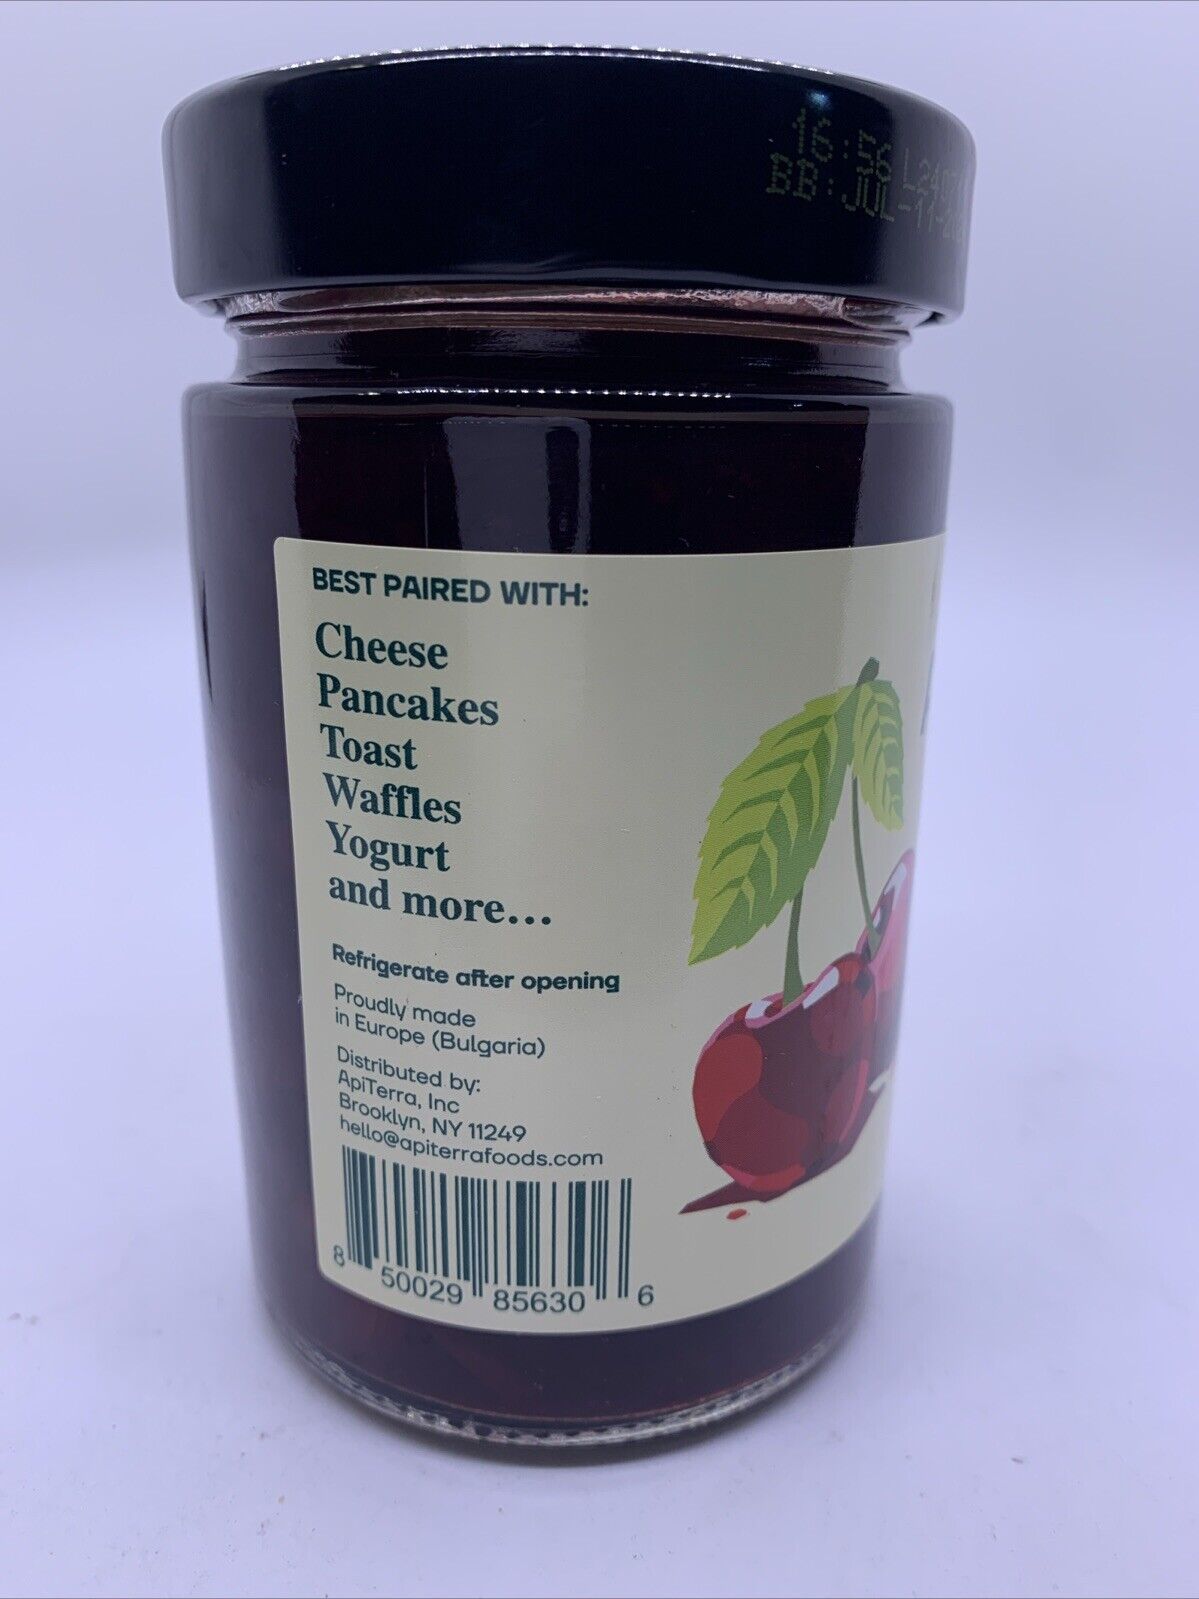 16:56
BB:JUL-11-
BEST PAIRED WITH:
Cheese
Pancakes
Toast
Waffles
Yogurt
and more...
Refrigerate after opening
Proudly made
in Europe (Bulgaria)
Distributed by:
ApiTerra, Inc
Brooklyn, NY 11249
hello@apiterrafoods.com
8 50029 85630 6